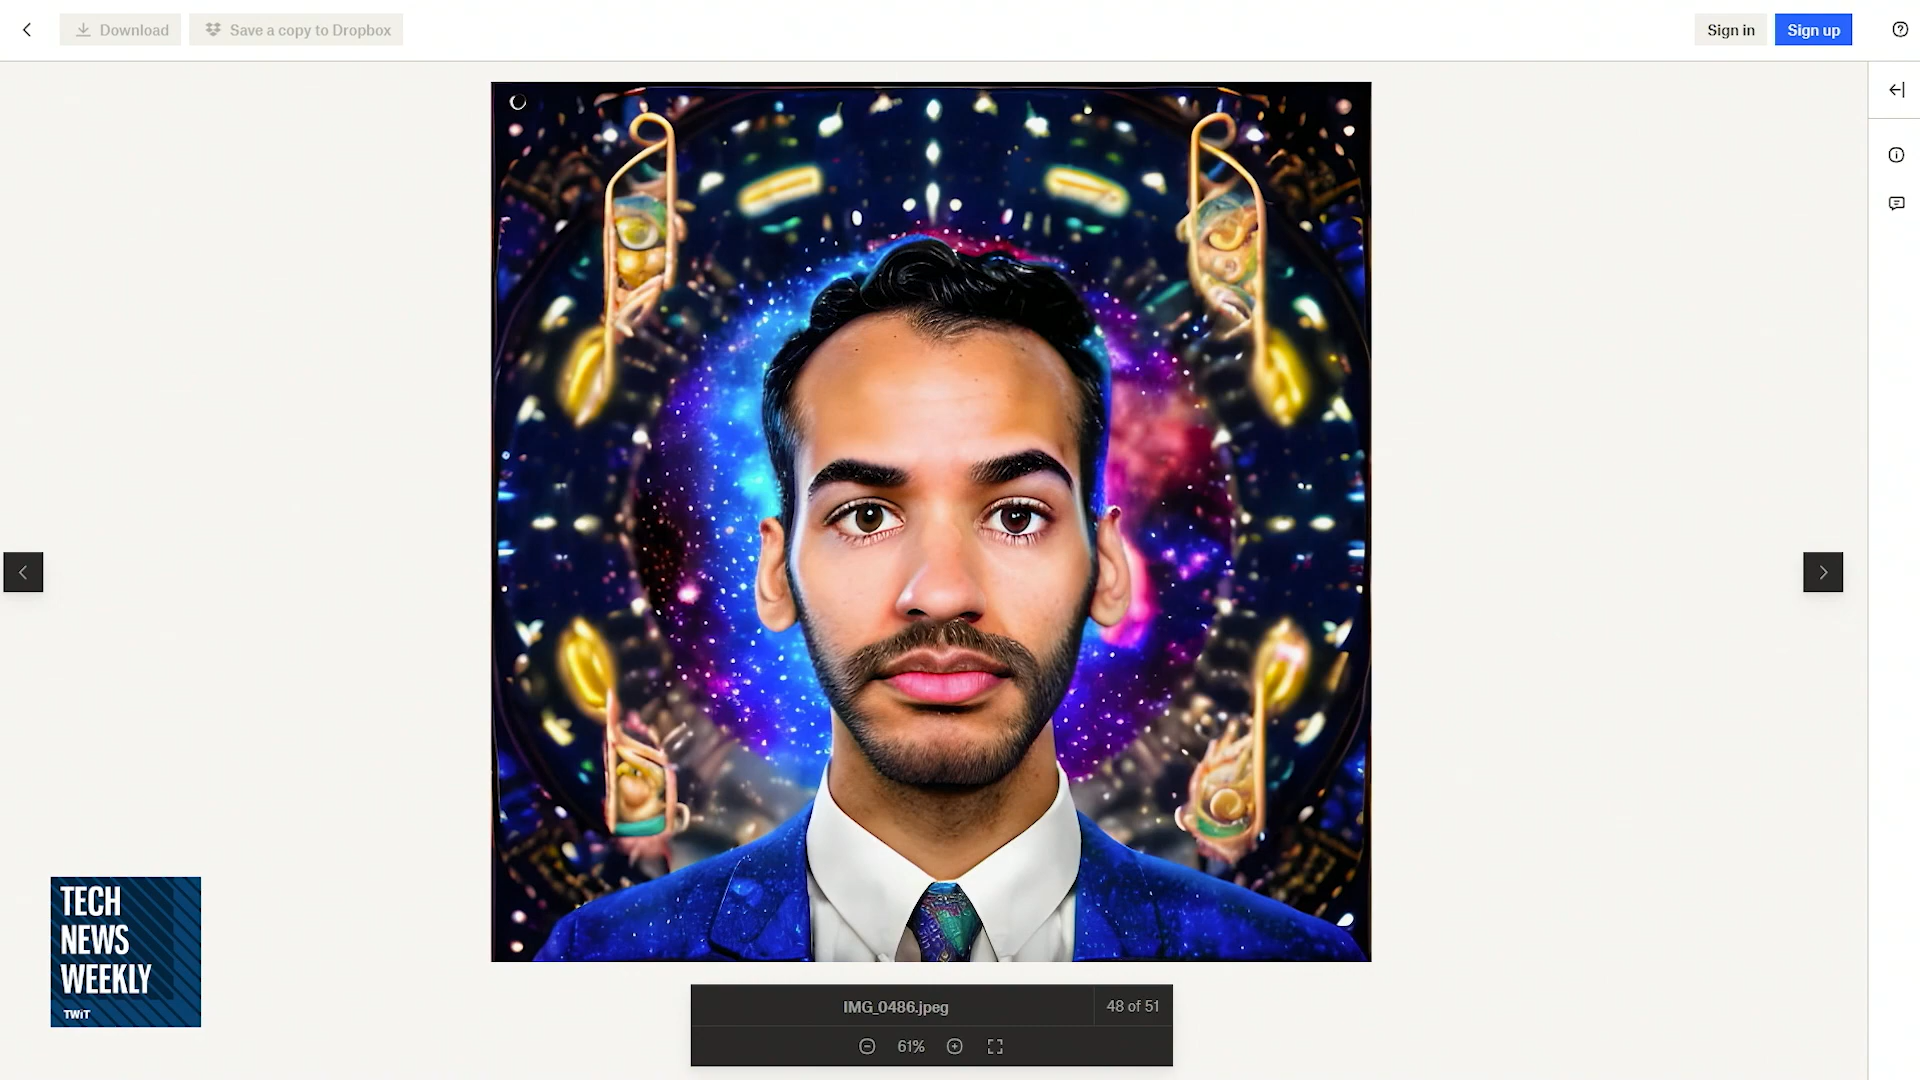 Download
Save a copy to Dropbox
Sign in
Sign up
TECH
NEWS
WEEKLY
TWiT
IMG_0486.jpeg
48 of 51
61%